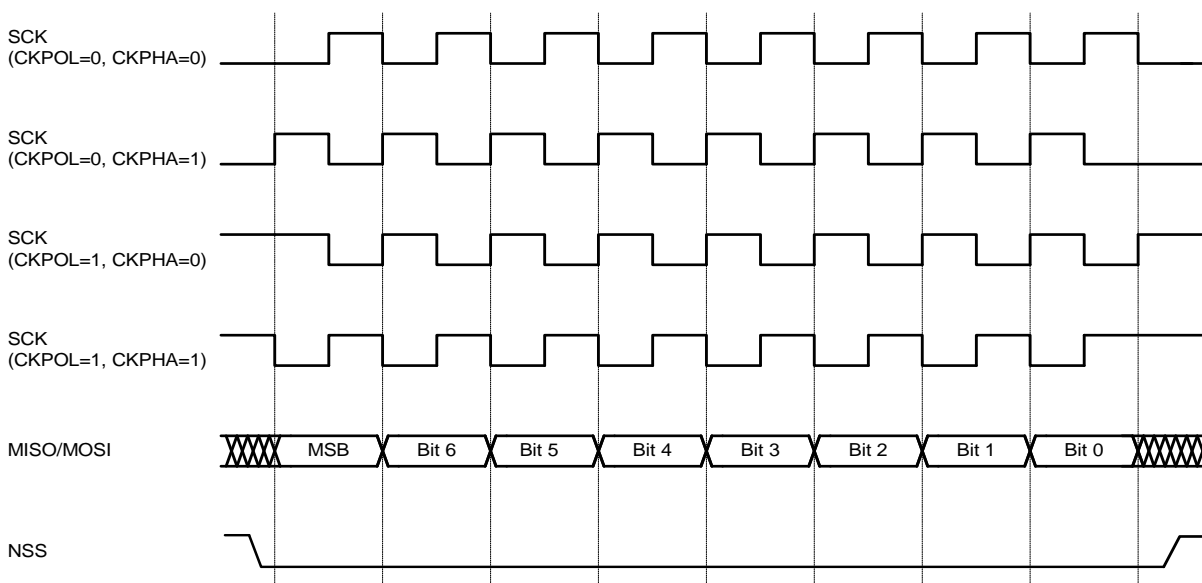 SCK
(CKPOL=0, CKPHA=0)
SCK
(CKPOL=0, CKPHA=1)
SCK
(CKPOL=1, CKPHA=0)
SCK
(CKPOL=1, CKPHA=1)
MISO/MOSI MSB Bit 6 Bit 5 Bit 4 Bit 3 Bit 2 Bit 1 Bit 0
NSS